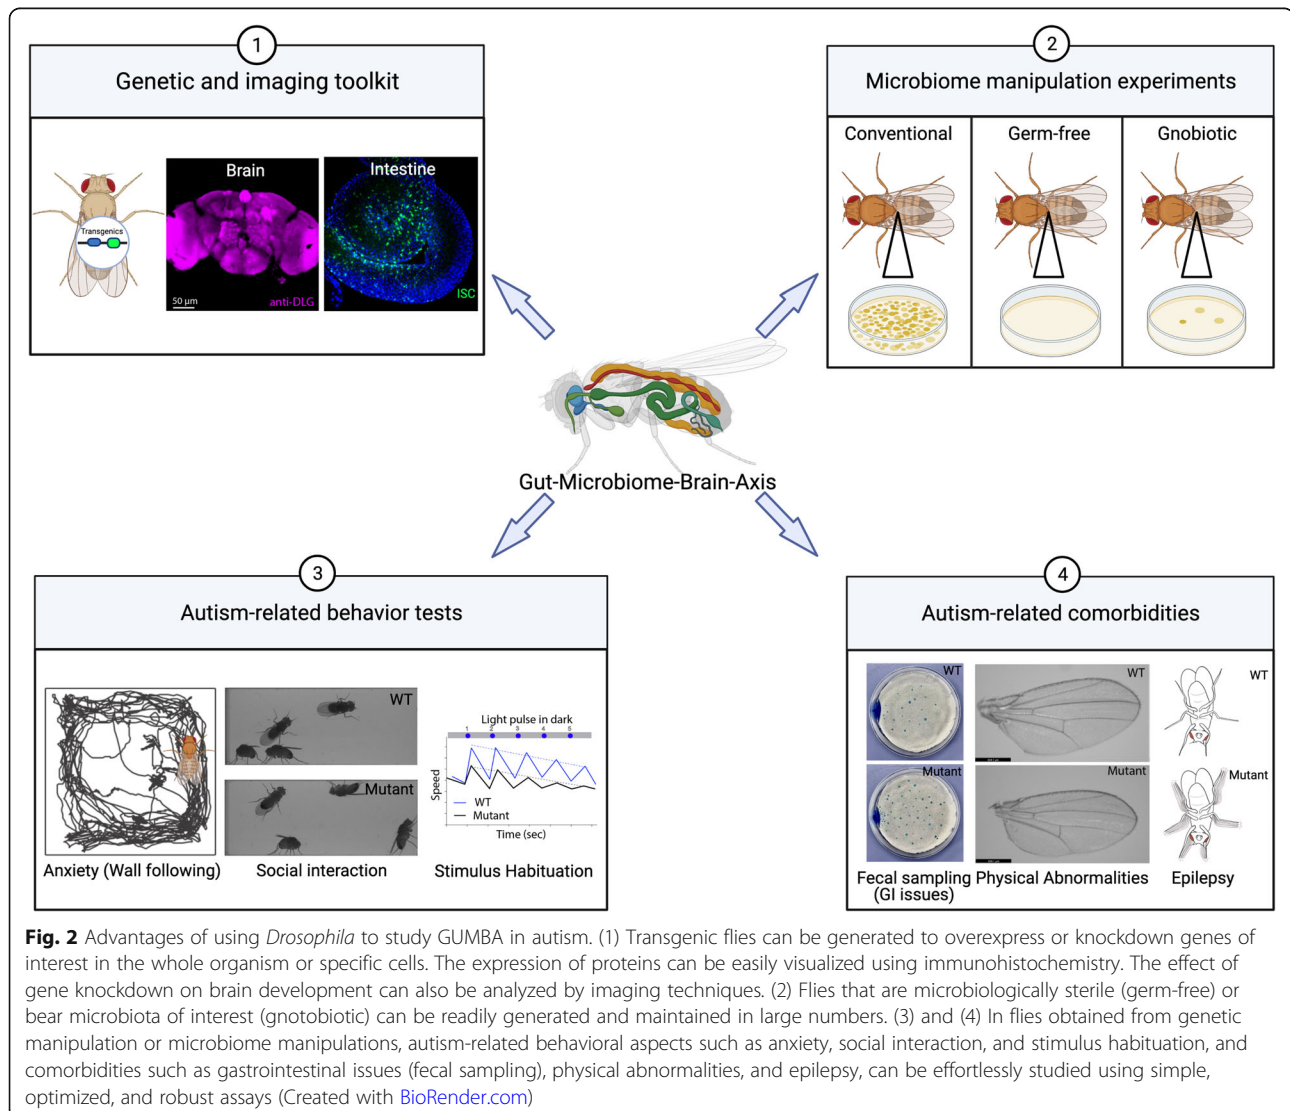 1
Genetic and imaging toolkit
Transgenics
Brain
50 µm
anti-DLG
Intestine
ISC
2
Microbiome manipulation experiments
Conventional
Germ-free
Gnobiotic
Gut-Microbiome-Brain-Axis
3
Autism-related behavior tests
Anxiety (Wall following)
WT
Mutant
Social interaction
Light pulse in dark
1 2 3 4 5
Speed
WT
Mutant
Time (sec)
Stimulus Habituation
4
Autism-related comorbidities
WT
Mutant
Fecal sampling
(GI issues)
WT
Mutant
Physical Abnormalities
WT
Mutant
Epilepsy
Fig. 2 Advantages of using Drosophila to study GUMBA in autism. (1) Transgenic flies can be generated to overexpress or knockdown genes of
interest in the whole organism or specific cells. The expression of proteins can be easily visualized using immunohistochemistry. The effect of
gene knockdown on brain development can also be analyzed by imaging techniques. (2) Flies that are microbiologically sterile (germ-free) or
bear microbiota of interest (gnotobiotic) can be readily generated and maintained in large numbers. (3) and (4) In flies obtained from genetic
manipulation or microbiome manipulations, autism-related behavioral aspects such as anxiety, social interaction, and stimulus habituation, and
comorbidities such as gastrointestinal issues (fecal sampling), physical abnormalities, and epilepsy, can be effortlessly studied using simple,
optimized, and robust assays (Created with BioRender.com)